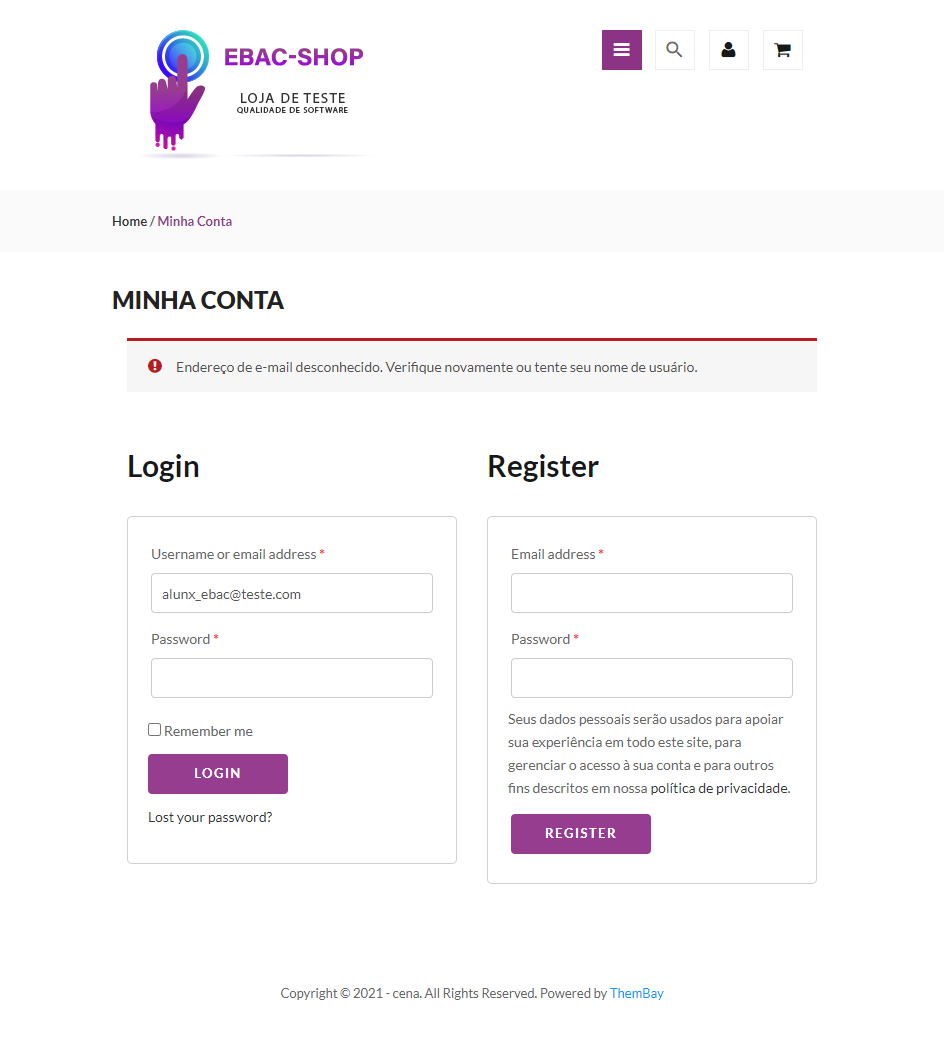 EBAC-SHOP
LOJA DE TESTE
QUALIDADE DE SOFTWARE
Home / Minha Conta
MINHA CONTA
Endereço de e-mail desconhecido. Verifique novamente ou tente seu nome de usuário.
Login
Username or email address *
alunx_ebac@teste.com
Password *
Remember me
LOGIN
Lost your password?
Register
Email address *
Password *
Seus dados pessoais serão usados para apoiar
sua experiência em todo este site, para
gerenciar o acesso à sua conta e para outros
fins descritos em nossa política de privacidade.
REGISTER
Copyright © 2021 - cena. All Rights Reserved. Powered by ThemBay